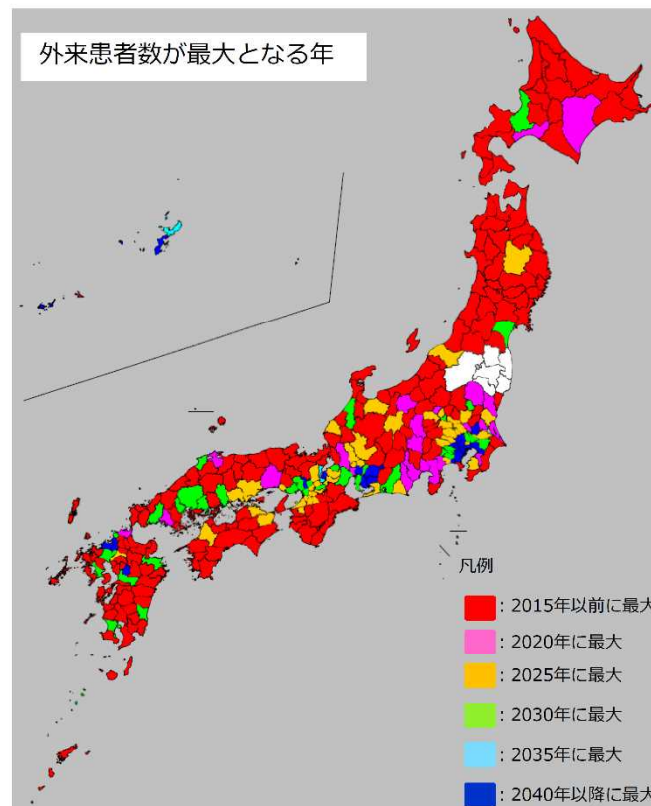 外来患者数が最大となる年
凡例
：2015年以前に最大
：2020年に最大
：2025年に最大
：2030年に最大
：2035年に最大
：2040年以降に最大